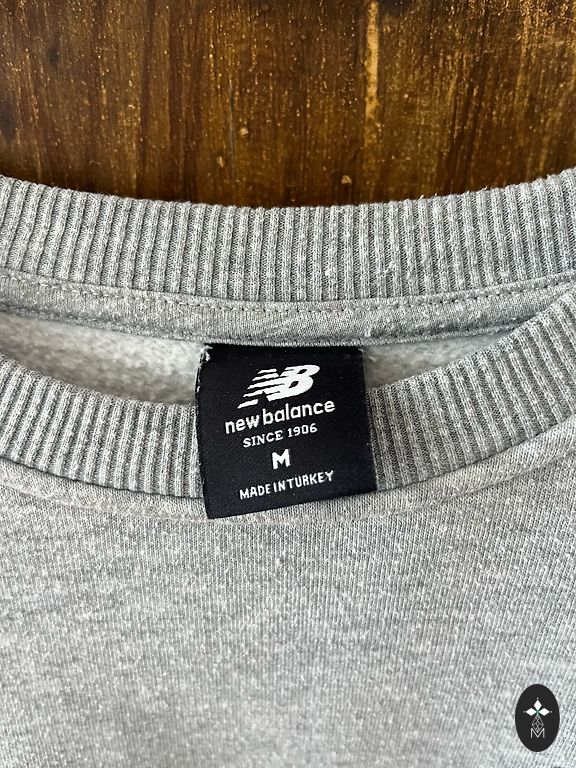 NB
new balance
SINCE 1906
M
MADE IN TURKEY
M